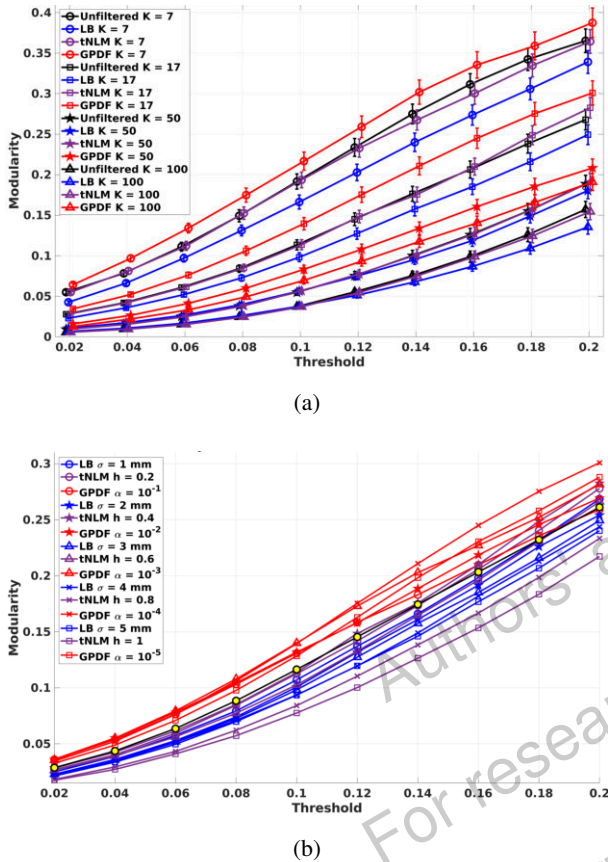 0.4
0.35
0.3
0.25
0.2
0.15
0.1
0.05
0
Modularity
Unfiltered K = 7
LB K = 7
tNLM K = 7
GPDF K = 7
Unfiltered K = 17
LB K = 17
tNLM K = 17
GPDF K = 17
Unfiltered K = 50
LB K = 50
tNLM K = 50
GPDF K = 50
Unfiltered K = 100
LB K = 100
tNLM K = 100
GPDF K = 100
0.02 0.04 0.06 0.08 0.1 0.12 0.14 0.16 0.18 0.2
Threshold
(a)
0.3
0.25
0.2
0.15
0.1
0.05
Modularity
LB σ = 1 mm
tNLM h = 0.2
GPDF α = 10⁻¹
LB σ = 2 mm
tNLM h = 0.4
GPDF α = 10⁻²
LB σ = 3 mm
tNLM h = 0.6
GPDF α = 10⁻³
LB σ = 4 mm
tNLM h = 0.8
GPDF α = 10⁻⁴
LB σ = 5 mm
tNLM h = 1
GPDF α = 10⁻⁵
0.02 0.04 0.06 0.08 0.1 0.12 0.14 0.16 0.18 0.2
Threshold
(b)
Authors'
For